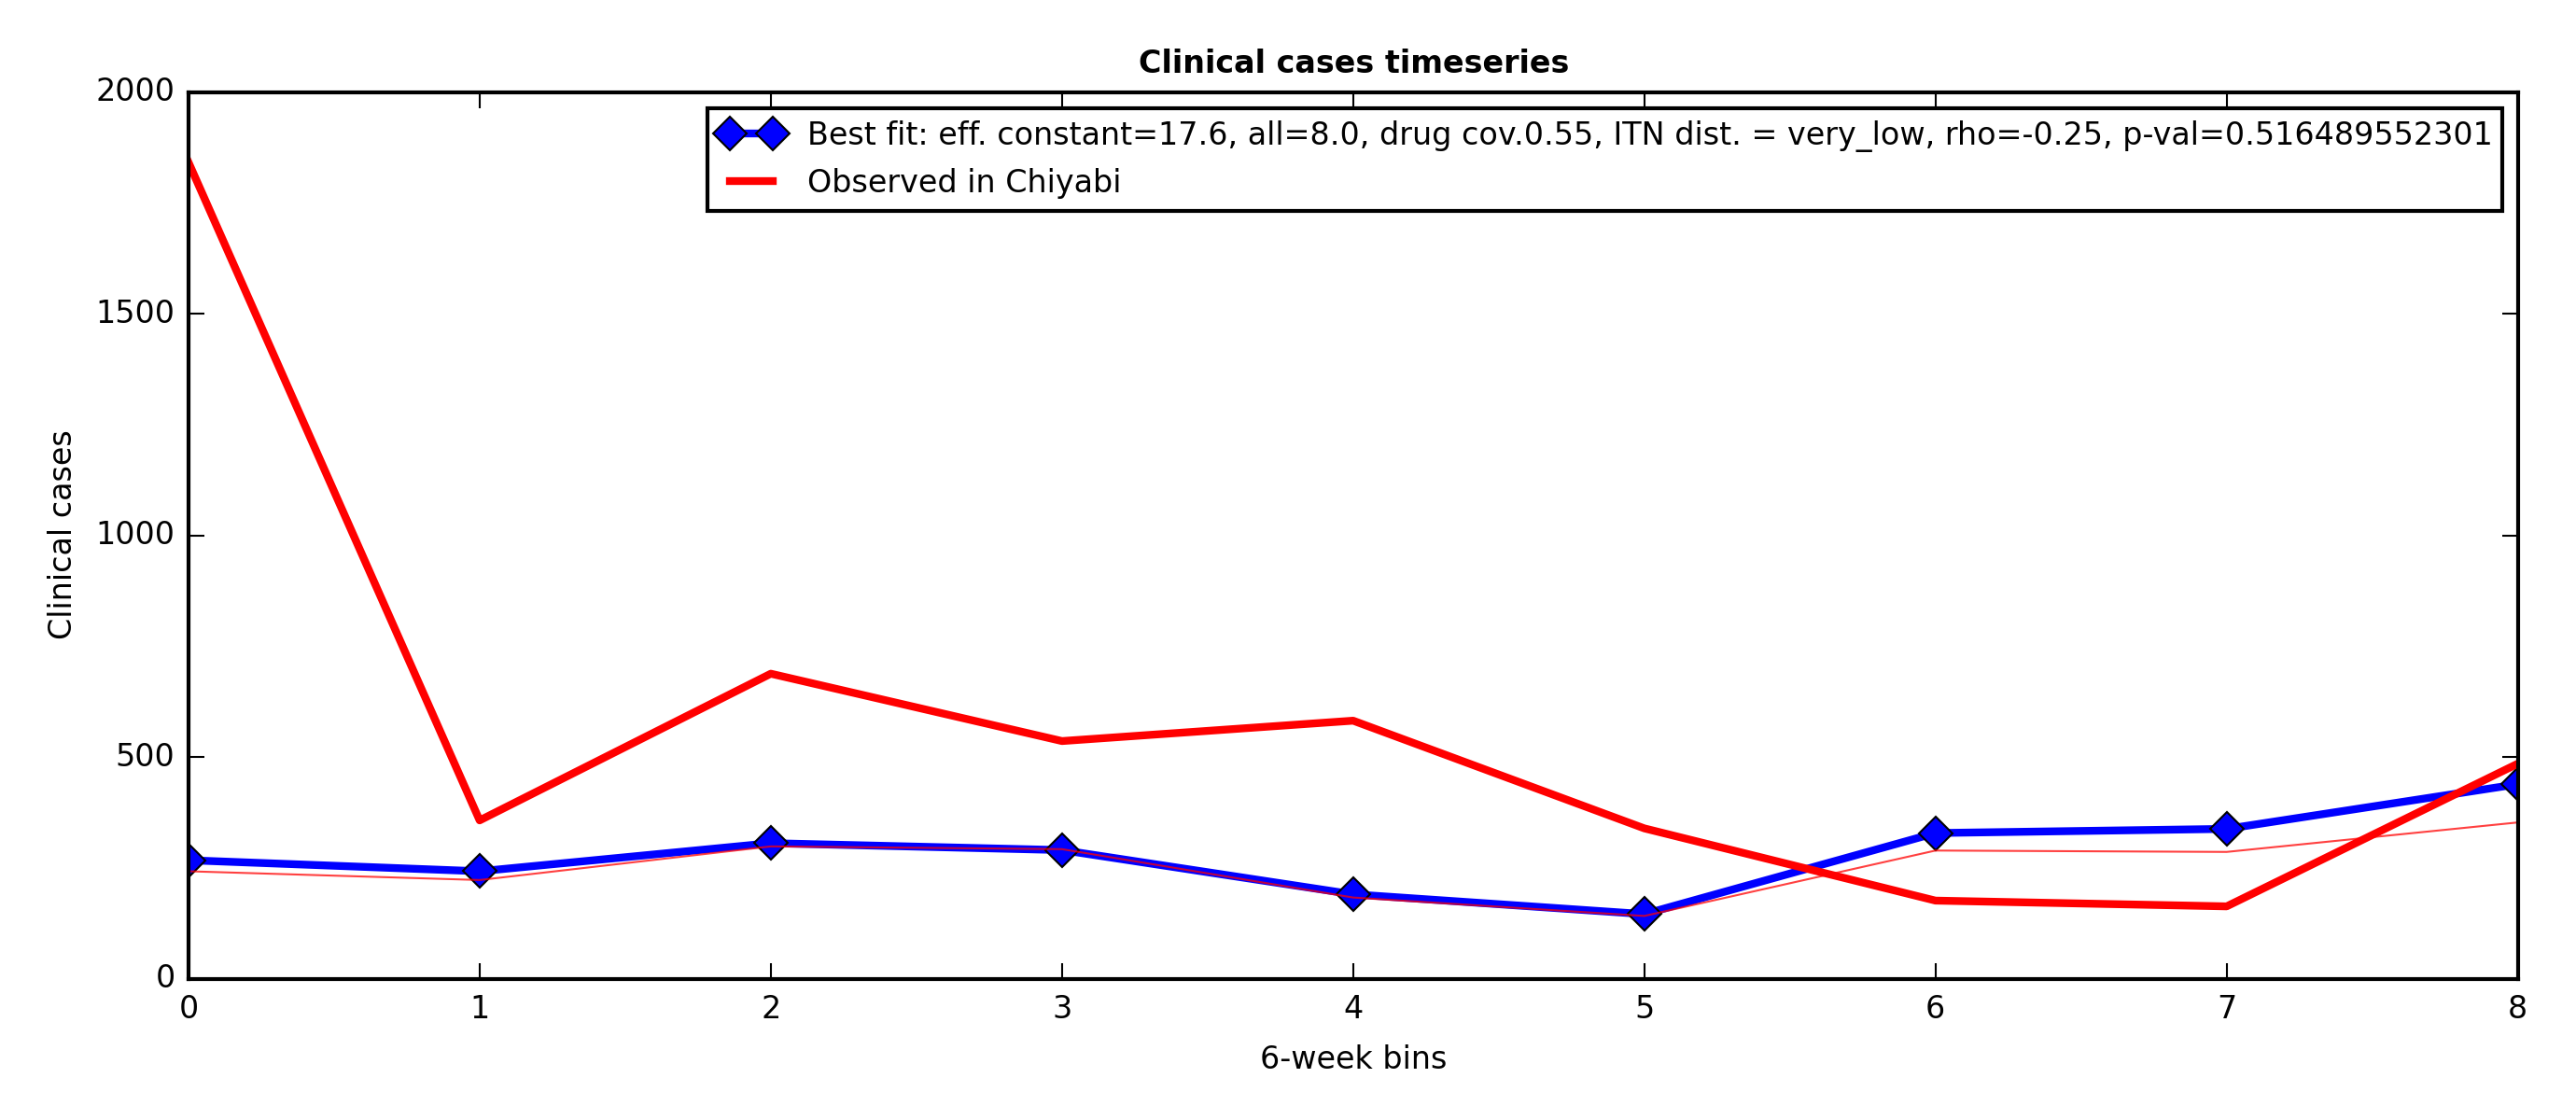 Clinical cases timeseries
Best fit: eff. constant=17.6, all=8.0, drug cov.0.55, ITN dist. = very_low, rho=-0.25, p-val=0.516489552301
Observed in Chiyabi
2000
1500
1000
500
0
Clinical cases
0 1 2 3 4 5 6 7 8
6-week bins